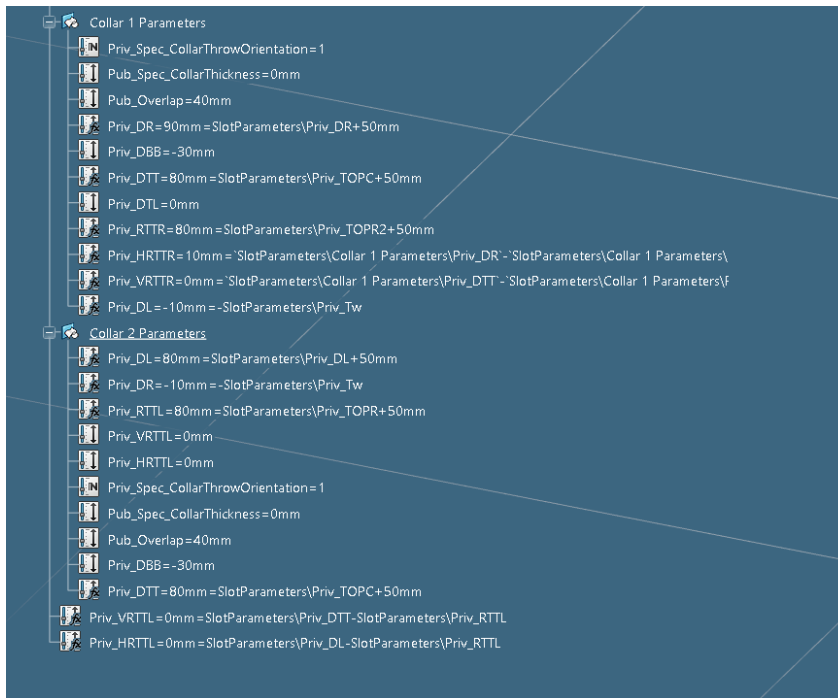 Collar 1 Parameters
Priv_Spec_CollarThrowOrientation=1
Pub_Spec_CollarThickness=0mm
Pub_Overlap=40mm
Priv_DR=90mm=SlotParameters\Priv_DR+50mm
Priv_DBB=-30mm
Priv_DTT=80mm=SlotParameters\Priv_TOPC+50mm
Priv_DTL=0mm
Priv_RTTR=80mm=SlotParameters\Priv_TOPR2+50mm
Priv_HRTTR=10mm=`SlotParameters\Collar 1 Parameters\Priv_DR`-`SlotParameters\Collar 1 Parameters\
Priv_VRTTR=0mm=`SlotParameters\Collar 1 Parameters\Priv_DTT`-`SlotParameters\Collar 1 Parameters\
Priv_DL=-10mm=-SlotParameters\Priv_Tw
Collar 2 Parameters
Priv_DL=80mm=SlotParameters\Priv_DL+50mm
Priv_DR=-10mm=-SlotParameters\Priv_Tw
Priv_RTTL=80mm=SlotParameters\Priv_TOPR+50mm
Priv_VRTTL=0mm
Priv_HRTTL=0mm
Priv_Spec_CollarThrowOrientation=1
Pub_Spec_CollarThickness=0mm
Pub_Overlap=40mm
Priv_DBB=-30mm
Priv_DTT=80mm=SlotParameters\Priv_TOPC+50mm
Priv_VRTTL=0mm=SlotParameters\Priv_DTT-SlotParameters\Priv_RTTL
Priv_HRTTL=0mm=SlotParameters\Priv_DL-SlotParameters\Priv_RTTL